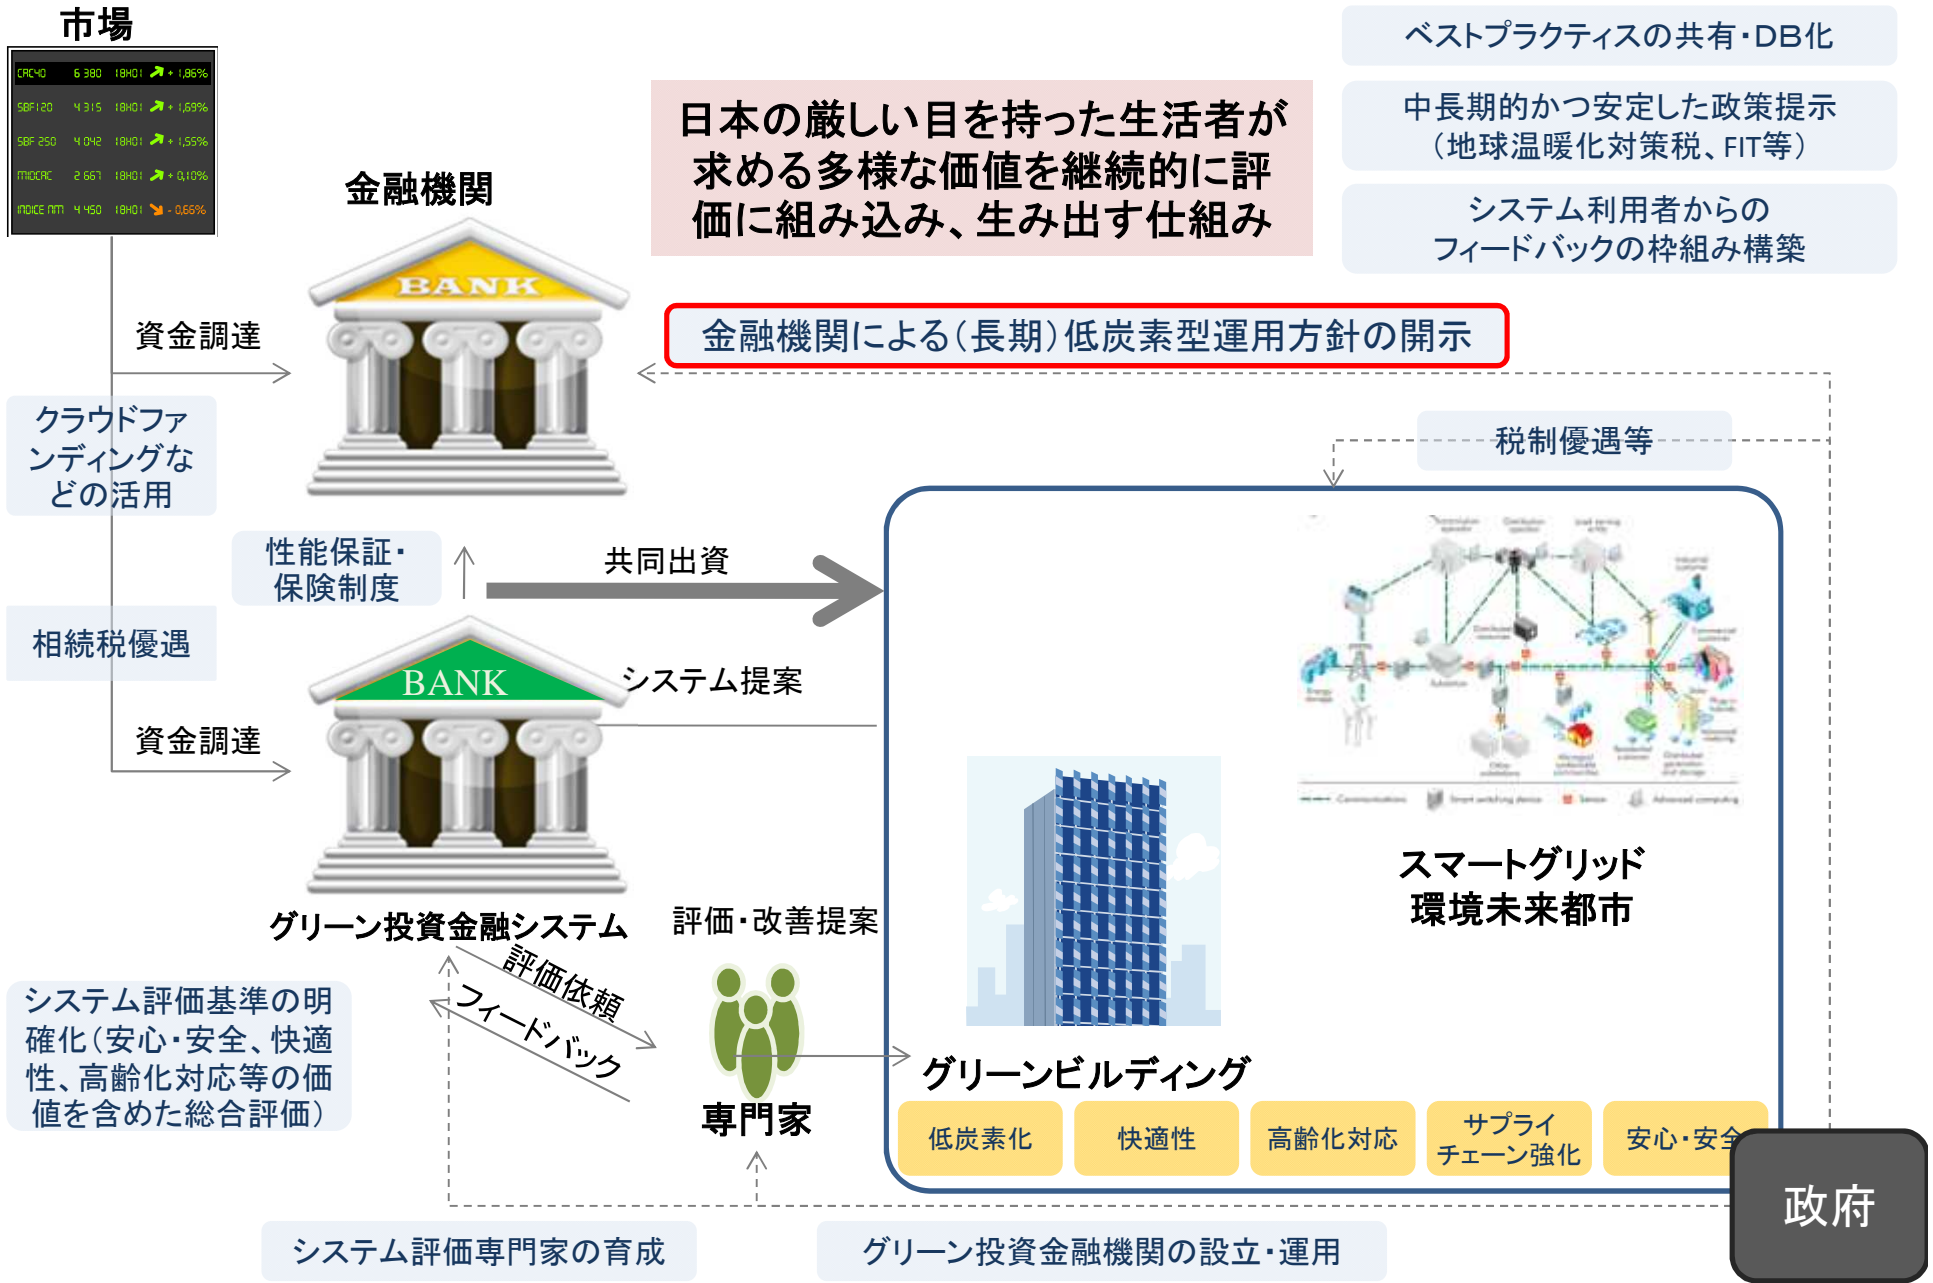 市場
CAC40 6 380 18H01 + 1,86%
SBF120 4 315 18H01 + 1,69%
SBF 250 4 042 18H01 + 1,55%
MIDCAC 2 667 18H01 + 0,10%
INDICE NM 4 450 18H01 - 0,66%
ベストプラクティスの共有・DB化
中長期的かつ安定した政策提示
（地球温暖化対策税、FIT等）
システム利用者からの
フィードバックの枠組み構築
日本の厳しい目を持った生活者が
求める多様な価値を継続的に評
価に組み込み、生み出す仕組み
金融機関
BANK
金融機関による（長期）低炭素型運用方針の開示
資金調達
クラウドファ
ンディングな
どの活用
税制優遇等
性能保証・
保険制度
共同出資
相続税優遇
BANK
システム提案
資金調達
グリーン投資金融システム
評価・改善提案
評価依頼
フィードバック
システム評価基準の明
確化（安心・安全、快適
性、高齢化対応等の価
値を含めた総合評価）
専門家
Industrial
customer
Commercial
customer
Energy
storage
Substation
Communications
Smart switching device
Sensor
Advanced computing
スマートグリッド
環境未来都市
グリーンビルディング
低炭素化
快適性
高齢化対応
サプライ
チェーン強化
安心・安全
政府
システム評価専門家の育成
グリーン投資金融機関の設立・運用